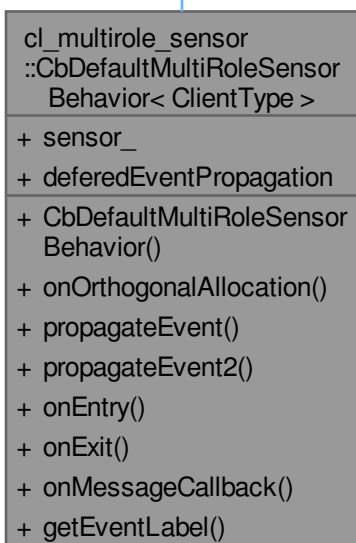 cl_multirole_sensor
::CbDefaultMultiRoleSensor
Behavior< ClientType >
+ sensor_
+ deferedEventPropagation
+ CbDefaultMultiRoleSensor
Behavior()
+ onOrthogonalAllocation()
+ propagateEvent()
+ propagateEvent2()
+ onEntry()
+ onExit()
+ onMessageCallback()
+ getEventLabel()